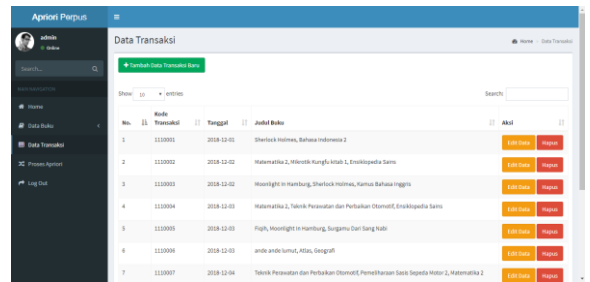 Apriori Perpus
admin
Online
Data Transaksi
Home > Data Transaksi
Search...
+ Tambah Data Transaksi Baru
MAIN NAVIGATION
Home
Data Buku
Data Transaksi
Proses Apriori
Log Out
Show 10 entries
Search:
No. Kode Transaksi Tanggal Judul Buku Aksi
1 1110001 2018-12-01 Sherlock Holmes, Bahasa Indonesia 2 Edit Data Hapus
2 1110002 2018-12-02 Matematika 2, Mikrotik Kungfu kitab 1, Ensiklopedia Sains Edit Data Hapus
3 1110003 2018-12-02 Moonlight in Hamburg, Sherlock Holmes, Kamus Bahasa Inggris Edit Data Hapus
4 1110004 2018-12-03 Matematika 2, Teknik Perawatan dan Perbaikan Otomotif, Ensiklopedia Sains Edit Data Hapus
5 1110005 2018-12-03 Fiqih, Moonlight in Hamburg, Surgamu Dari Sang Nabi Edit Data Hapus
6 1110006 2018-12-03 ande ande lumut, Atlas, Geografi Edit Data Hapus
7 1110007 2018-12-04 Teknik Perawatan dan Perbaikan Otomotif, Pemeliharaan Sasis Sepeda Motor 2, Matematika 2 Edit Data Hapus